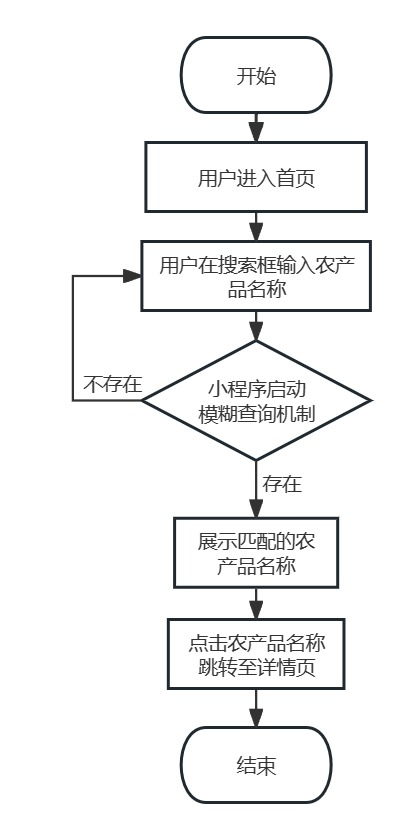 开始
用户进入首页
用户在搜索框输入农产
品名称
小程序启动
模糊查询机制
不存在
存在
展示匹配的农
产品名称
点击农产品名称
跳转至详情页
结束